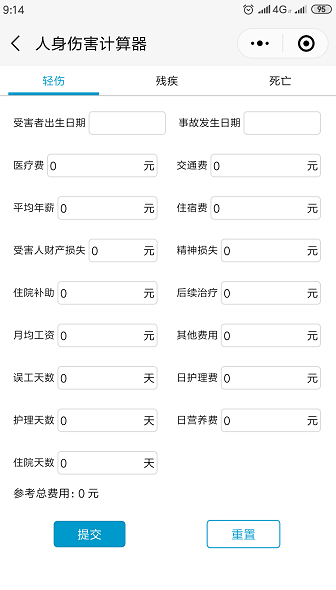 9:14 4G 95
人身伤害计算器
轻伤 残疾 死亡
受害者出生日期 事故发生日期
医疗费 0 元 交通费 0 元
平均年薪 0 元 住宿费 0 元
受害人财产损失 0 元 精神损失 0 元
住院补助 0 元 后续治疗 0 元
月均工资 0 元 其他费用 0 元
误工天数 0 天 日护理费 0 元
护理天数 0 天 日营养费 0 元
住院天数 0 天
参考总费用: 0 元
提交 重置